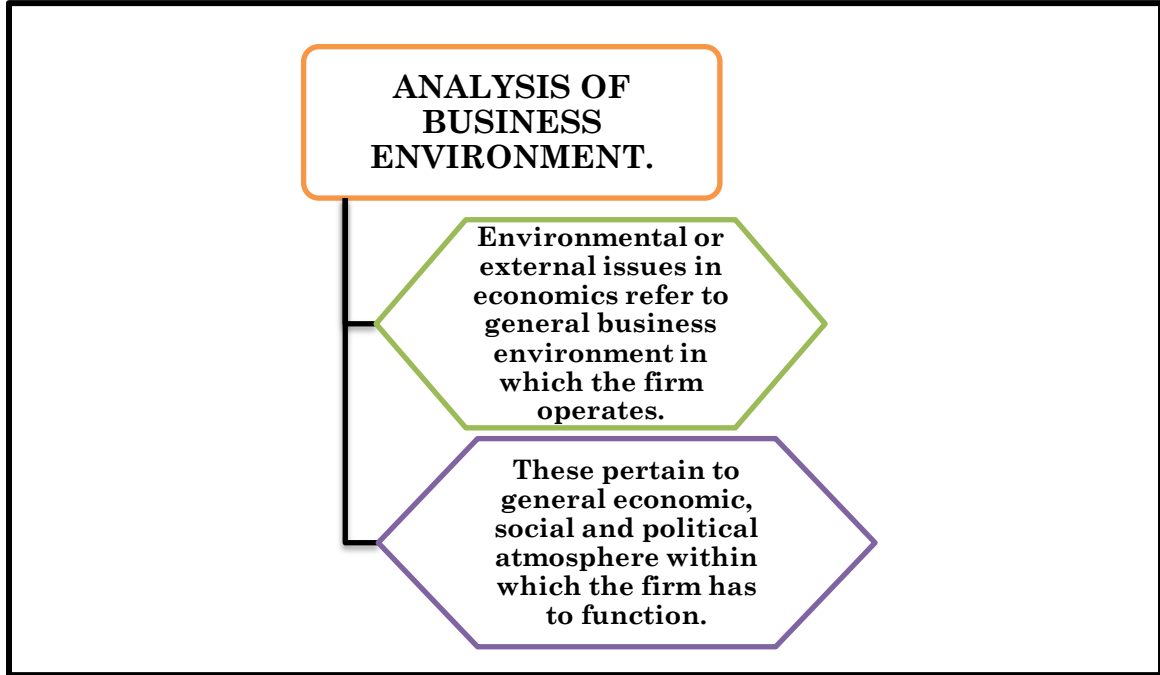 ANALYSIS OF
BUSINESS
ENVIRONMENT.
Environmental or
external issues in
economics refer to
general business
environment in
which the firm
operates.
These pertain to
general economic,
social and political
atmosphere within
which the firm has
to function.